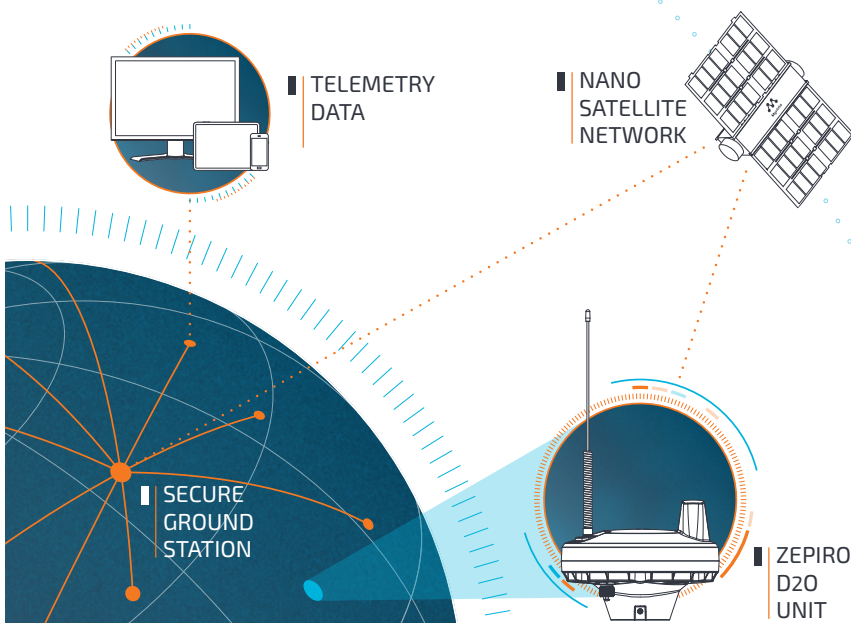 TELEMETRY
DATA
NANO
SATELLITE
NETWORK
SECURE
GROUND
STATION
ZEPIRO
D2O
UNIT